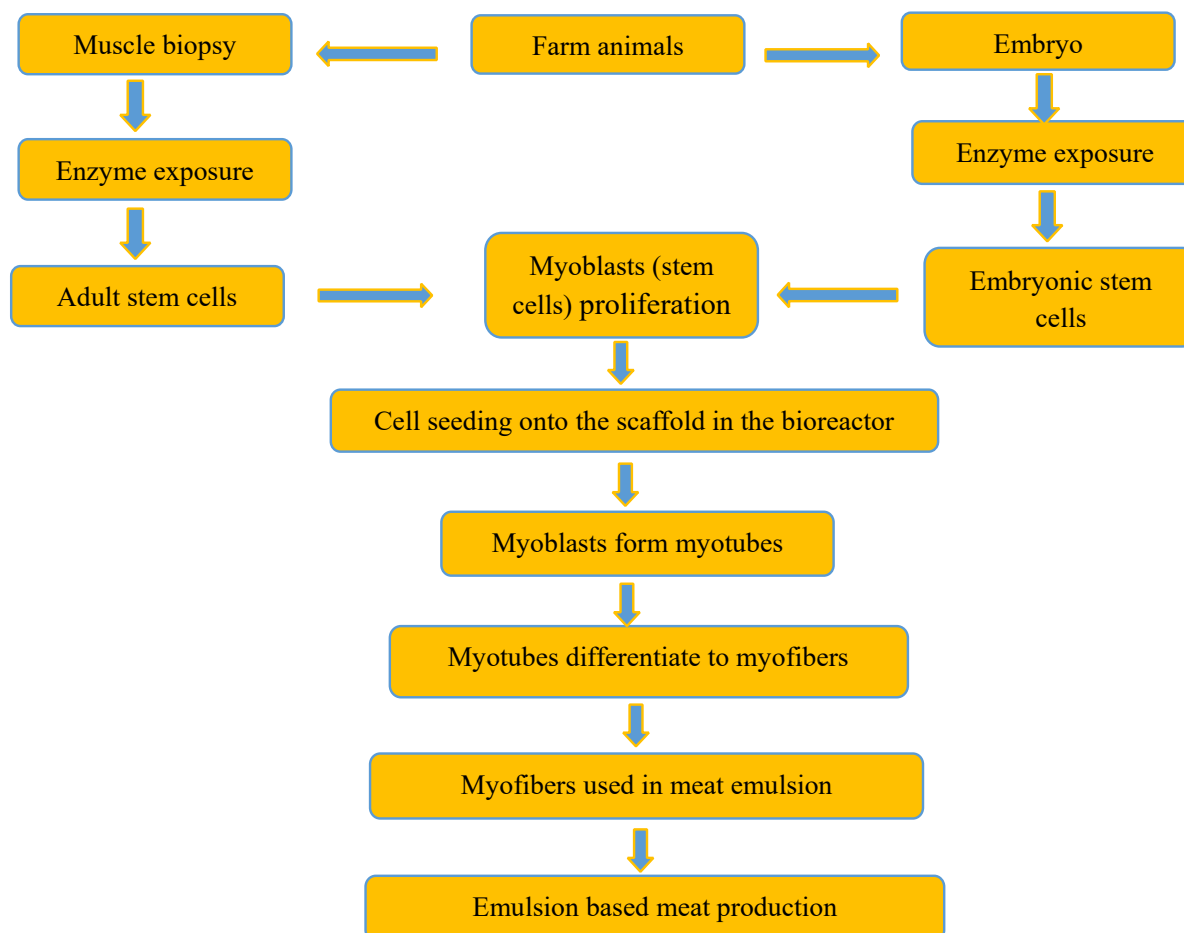 Muscle biopsy
Farm animals
Embryo
Enzyme exposure
Enzyme exposure
Adult stem cells
Myoblasts (stem
cells) proliferation
Embryonic stem
cells
Cell seeding onto the scaffold in the bioreactor
Myoblasts form myotubes
Myotubes differentiate to myofibers
Myofibers used in meat emulsion
Emulsion based meat production